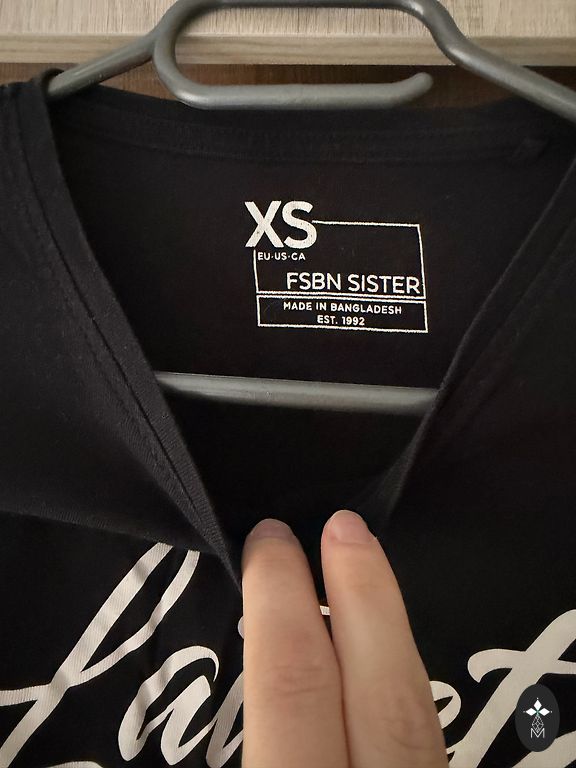 XS
EU·US·CA
FSBN SISTER
MADE IN BANGLADESH
EST. 1992